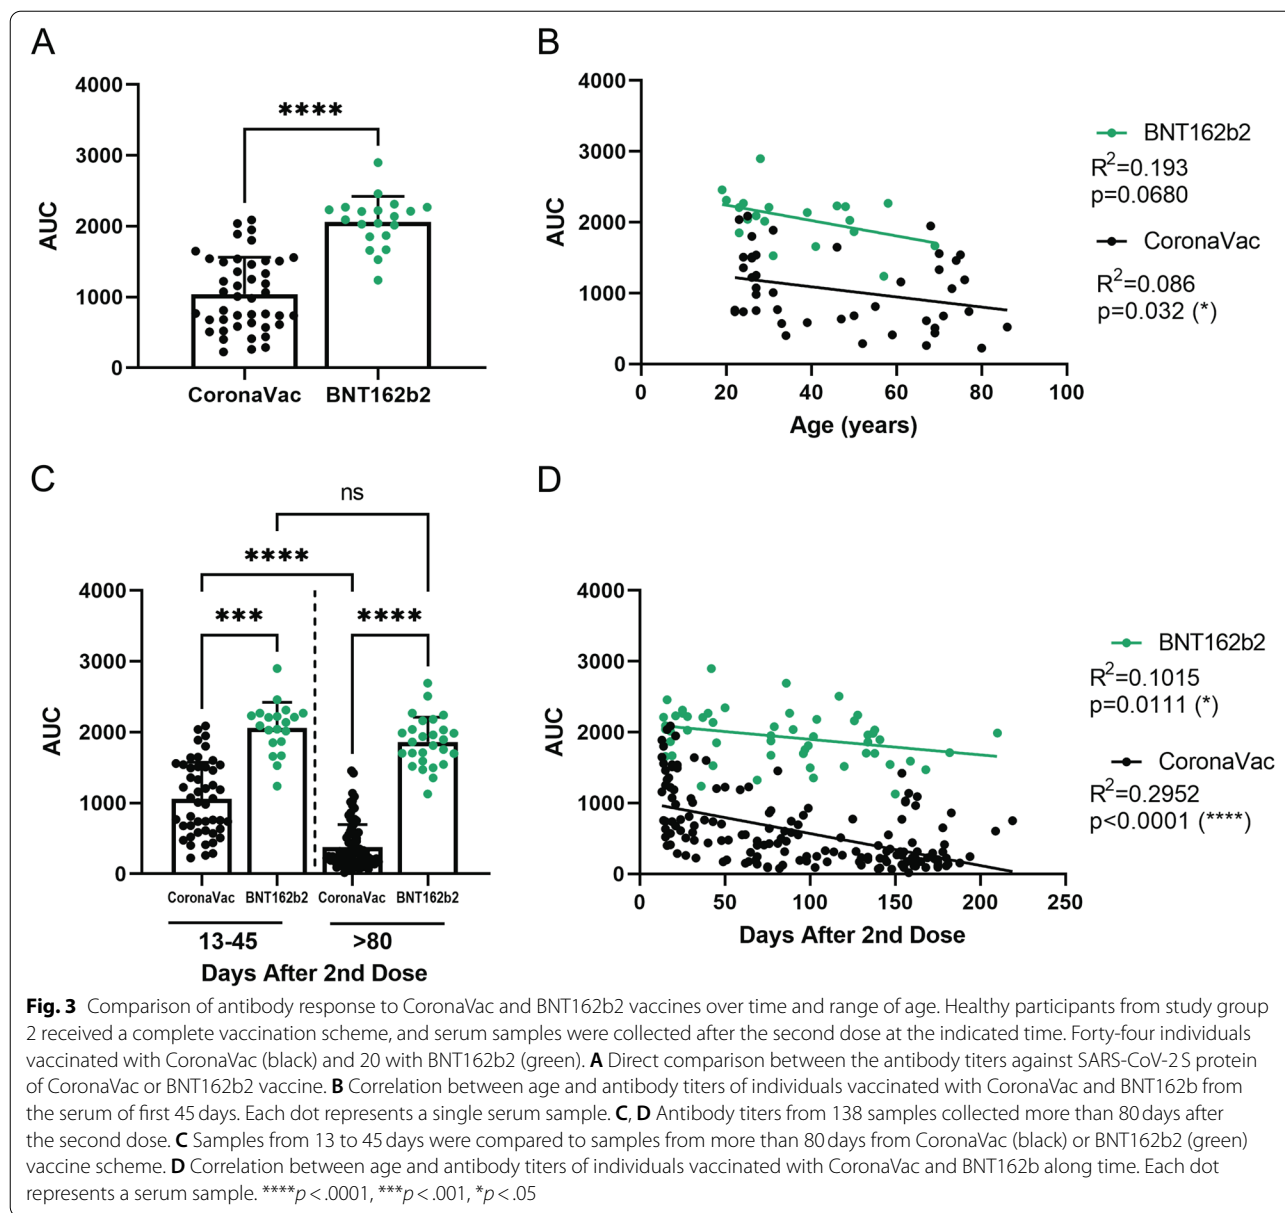 A
4000
3000
2000
1000
0
AUC
****
CoronaVac
BNT162b2
B
4000
3000
2000
1000
0
AUC
0
20
40
60
80
100
Age (years)
BNT162b2
R²=0.193
p=0.0680
CoronaVac
R²=0.086
p=0.032 (*)
C
ns
****
***
****
4000
3000
2000
1000
0
AUC
CoronaVac
BNT162b2
CoronaVac
BNT162b2
13-45
>80
Days After 2nd Dose
D
4000
3000
2000
1000
0
AUC
0
50
100
150
200
250
Days After 2nd Dose
BNT162b2
R²=0.1015
p=0.0111 (*)
CoronaVac
R²=0.2952
p<0.0001 (****)
Fig. 3 Comparison of antibody response to CoronaVac and BNT162b2 vaccines over time and range of age. Healthy participants from study group
2 received a complete vaccination scheme, and serum samples were collected after the second dose at the indicated time. Forty-four individuals
vaccinated with CoronaVac (black) and 20 with BNT162b2 (green). A Direct comparison between the antibody titers against SARS-CoV-2 S protein
of CoronaVac or BNT162b2 vaccine. B Correlation between age and antibody titers of individuals vaccinated with CoronaVac and BNT162b from
the serum of first 45 days. Each dot represents a single serum sample. C, D Antibody titers from 138 samples collected more than 80 days after
the second dose. C Samples from 13 to 45 days were compared to samples from more than 80 days from CoronaVac (black) or BNT162b2 (green)
vaccine scheme. D Correlation between age and antibody titers of individuals vaccinated with CoronaVac and BNT162b along time. Each dot
represents a serum sample. ****p < .0001, ***p < .001, *p < .05